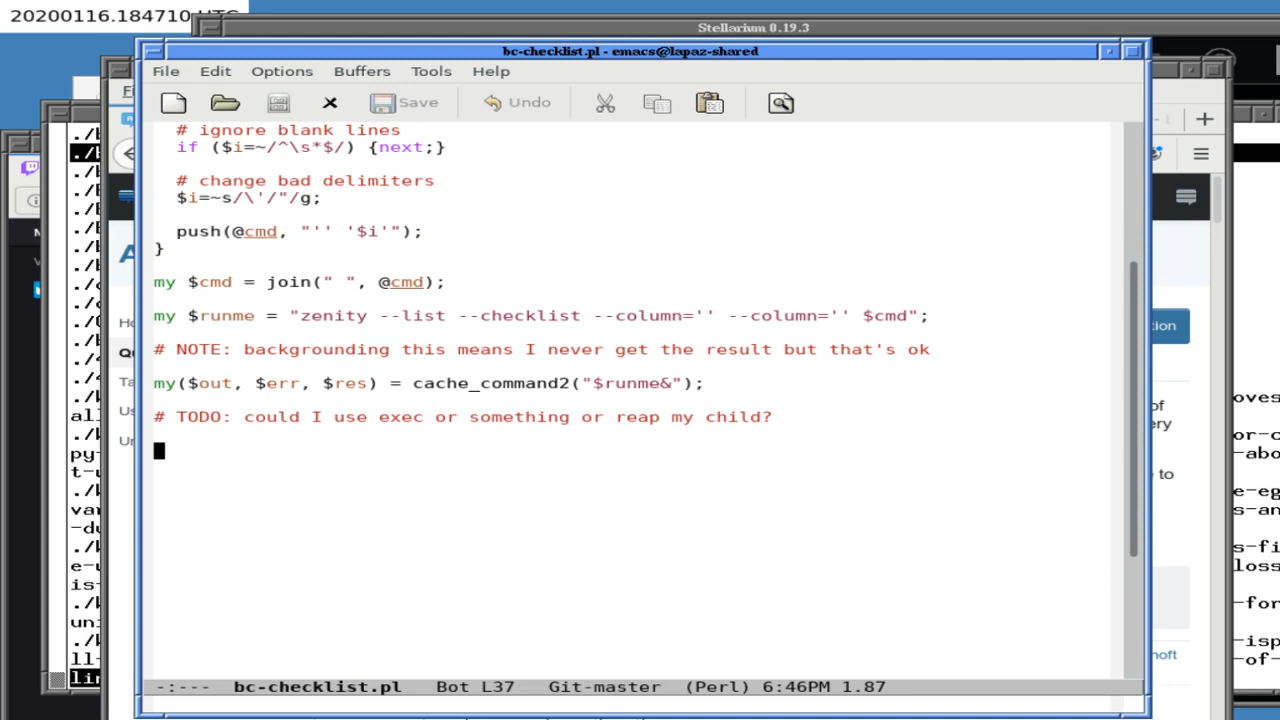 20200116.184710 UTC
Stellarium 0.19.3
bc-checklist.pl - emacs@lapaz-shared
File Edit Options Buffers Tools Help
Save Undo
# ignore blank lines
if ($i=~/^\s*$/) {next;}
# change bad delimiters
$i=~s/\'/"/g;
push(@cmd, "'' '$i'");
}
my $cmd = join(" ", @cmd);
my $runme = "zenity --list --checklist --column='' --column='' $cmd";
# NOTE: backgrounding this means I never get the result but that's ok
my($out, $err, $res) = cache_command2("$runme&");
# TODO: could I use exec or something or reap my child?
-:--- bc-checklist.pl Bot L37 Git-master (Perl) 6:46PM 1.87